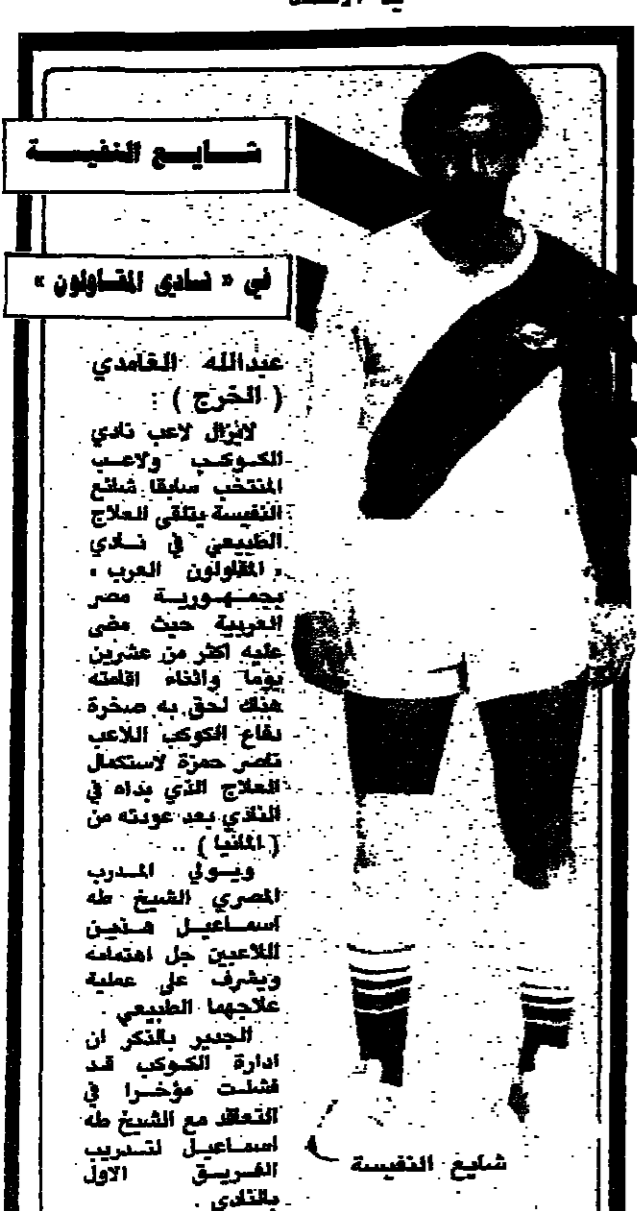 شايع النفيسة
في « نادي المقاولون »
عبدالله الغامدي
( الخرج ) :
لايزال لاعب نادي
الكوكب ولاعب
المنتخب سابقا شائع
النفيسة يتلقى العلاج
الطبيعي في نادي
« المقاولون العرب »
بجمهورية مصر
العربية حيث مضى
عليه اكثر من عشرين
يوما واثناء اقامته
هناك لحق به صخرة
دفاع الكوكب اللاعب
ناصر حمزة لاستكمال
العلاج الذي بداه في
النادي بعد عودته من
( المانيا ) ..
ويولي المدرب
المصري الشيخ طه
اسماعيل هذين
اللاعبين جل اهتمامه
ويشرف على عملية
علاجهما الطبيعي .
الجدير بالذكر ان
ادارة الكوكب قد
فشلت مؤخرا في
التعاقد مع الشيخ طه
اسماعيل لتدريب
الفريق الاول
بالنادي .
شايع النفيسة